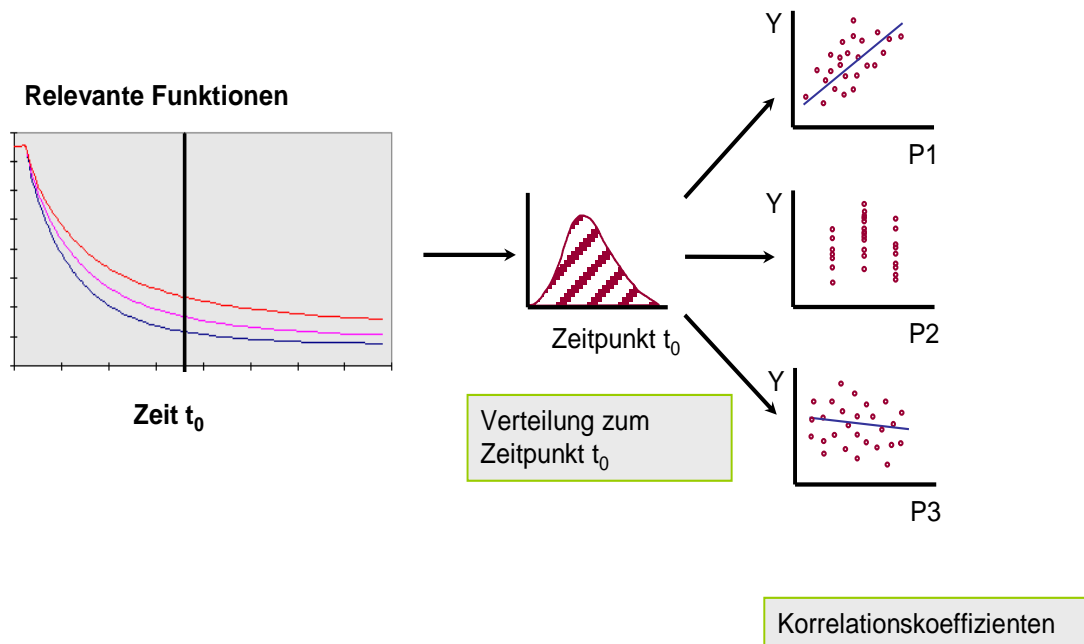 Relevante Funktionen
Zeit t₀
Zeitpunkt t₀
Verteilung zum
Zeitpunkt t₀
Y
P1
Y
P2
Y
P3
Korrelationskoeffizienten